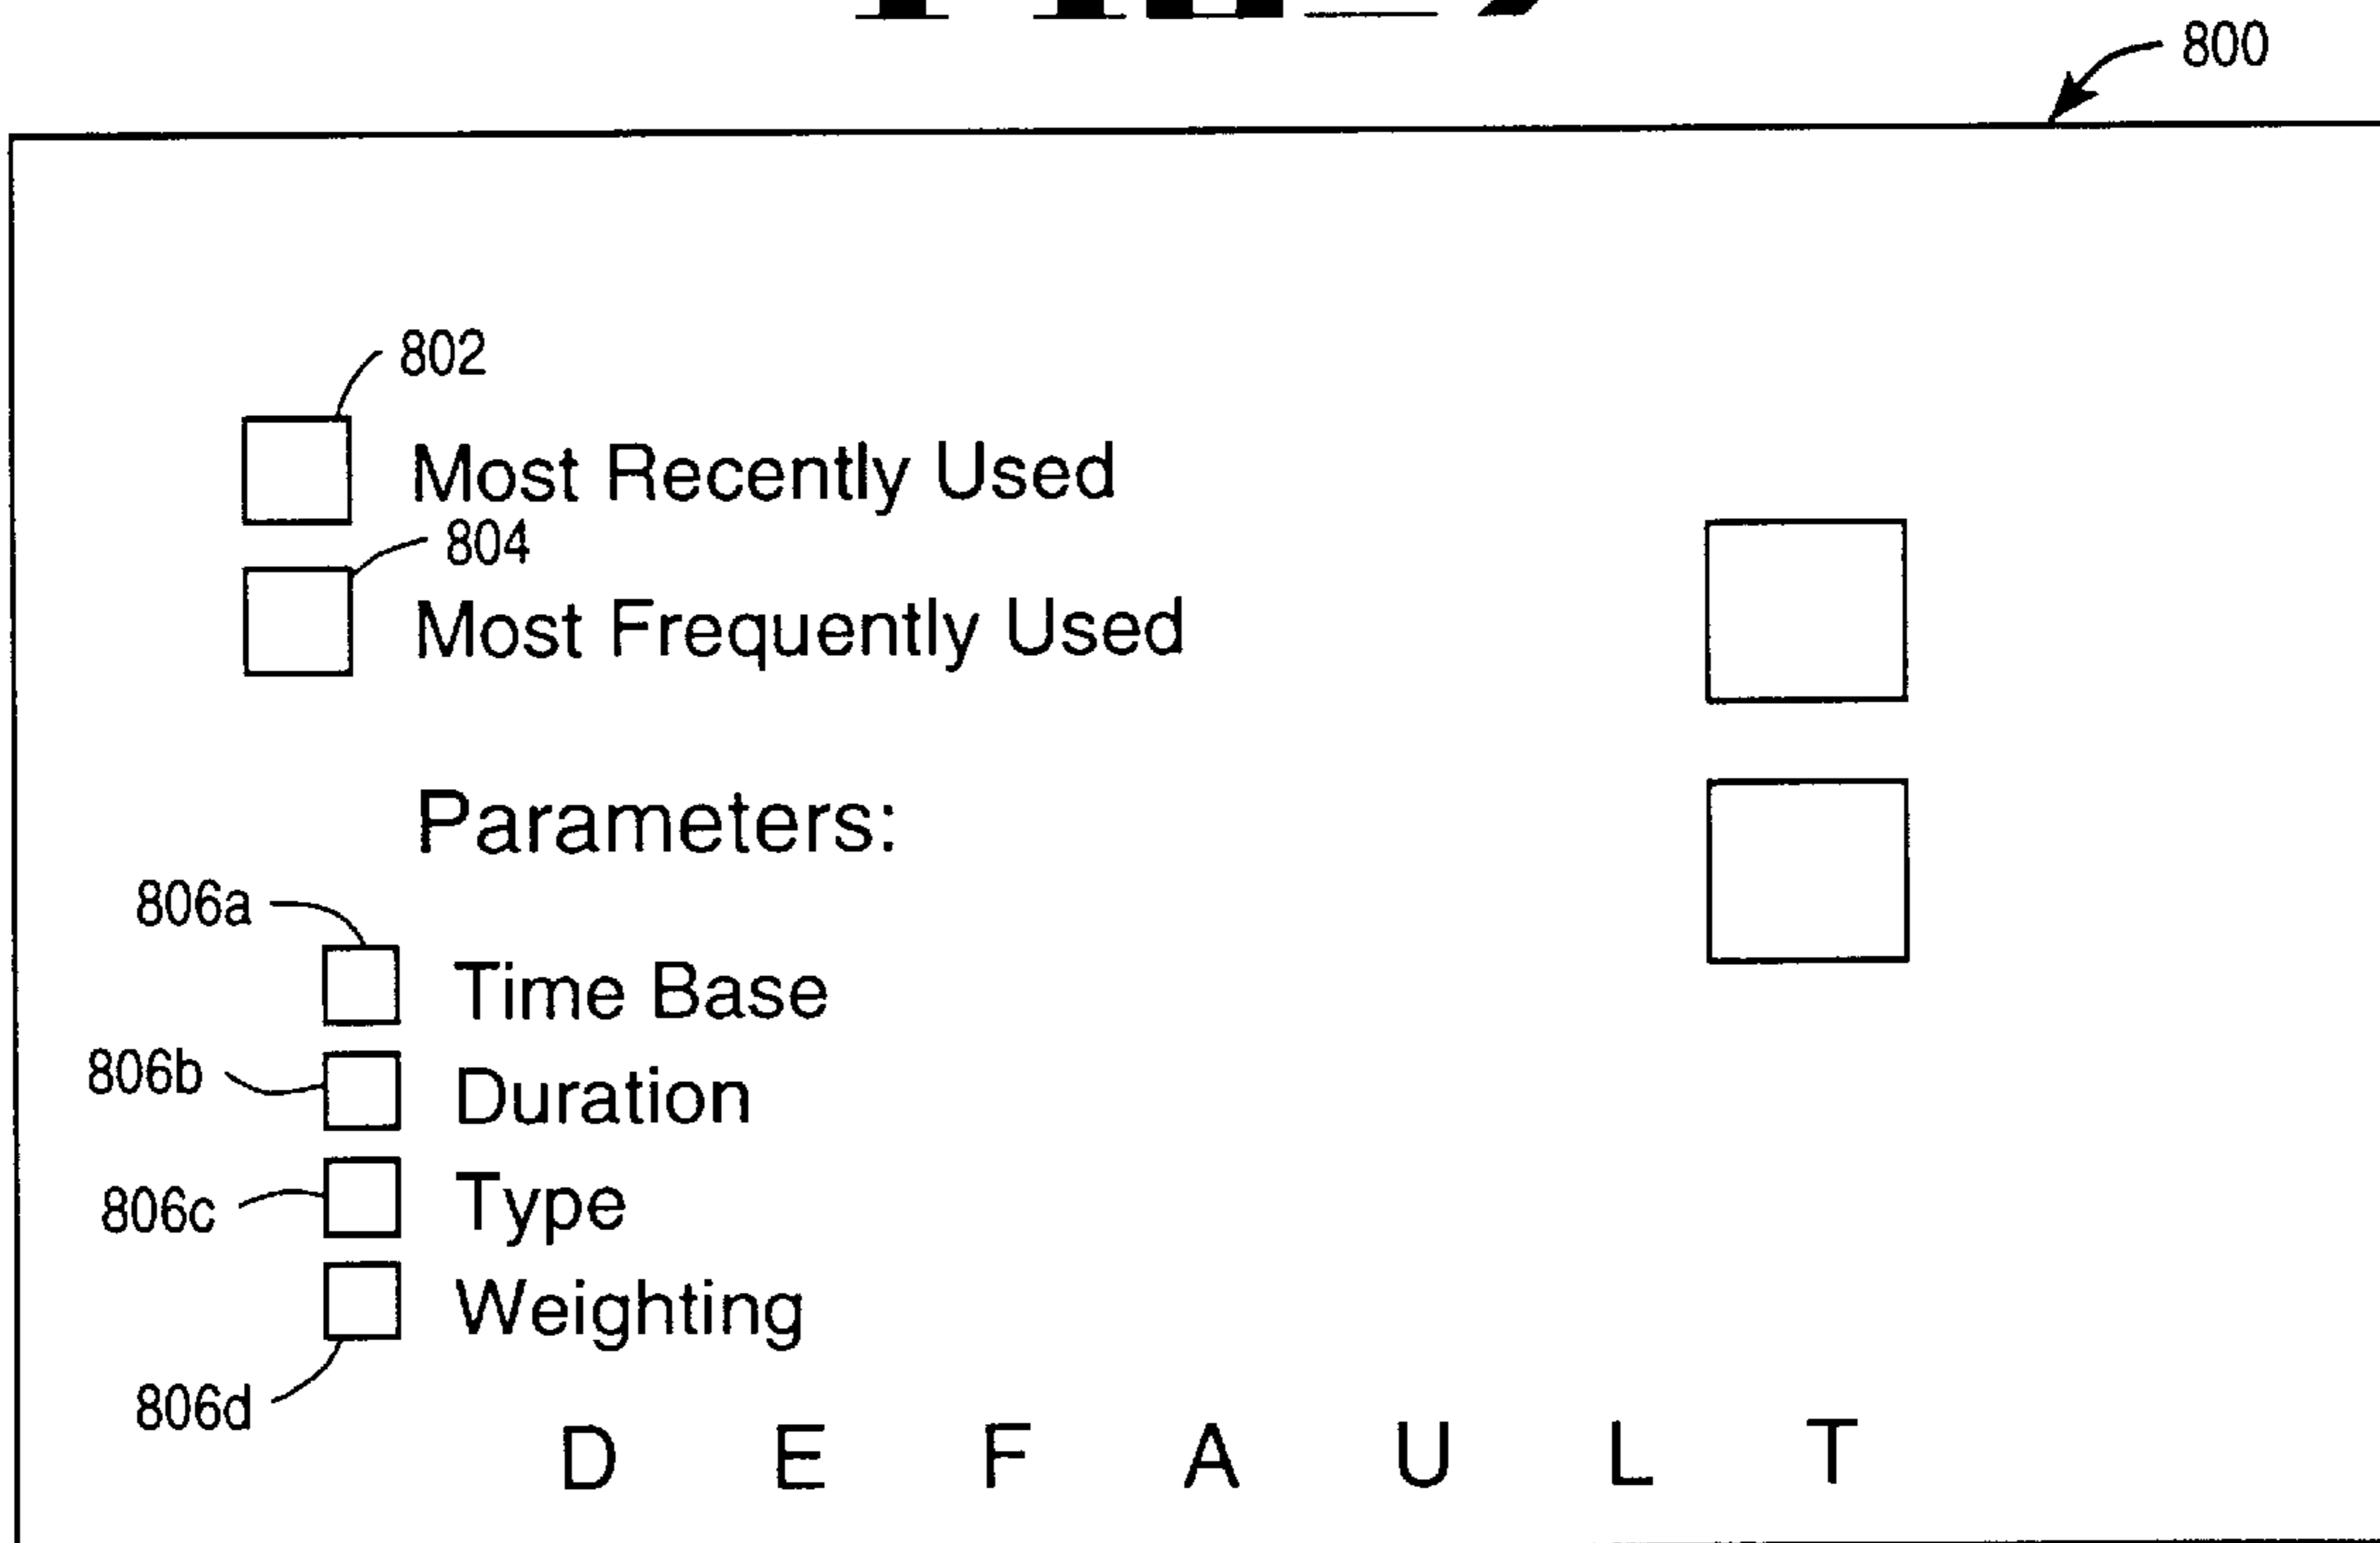 800
802
Most Recently Used
804
Most Frequently Used
Parameters:
806a
Time Base
806b
Duration
806c
Type
Weighting
806d
D E F A U L T